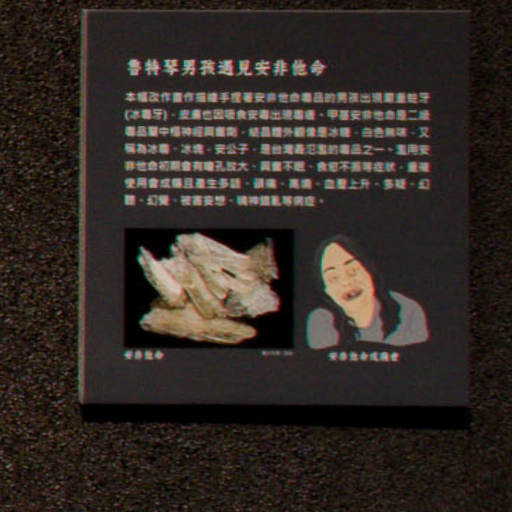 魯特琴男孩遇見安非他命
本幅改作畫作描繪手捏著安非他命毒品的男孩出現嚴重蛀牙
(冰毒牙)、皮膚也因吸食安毒出現毒瘡。甲基安非他命是二級
毒品屬中樞神經興奮劑，結晶體外觀像是冰糖、白色無味，又
稱為冰毒、冰塊、安公子，是台灣最氾濫的毒品之一。濫用安
非他命初期會有瞳孔放大、興奮不眠、食慾不振等症狀，重複
使用會成癮且產生多話、頭痛、高燒、血壓上升、多疑、幻
聽、幻覺、被害妄想、精神錯亂等病症。
安非他命
安非他命成癮者